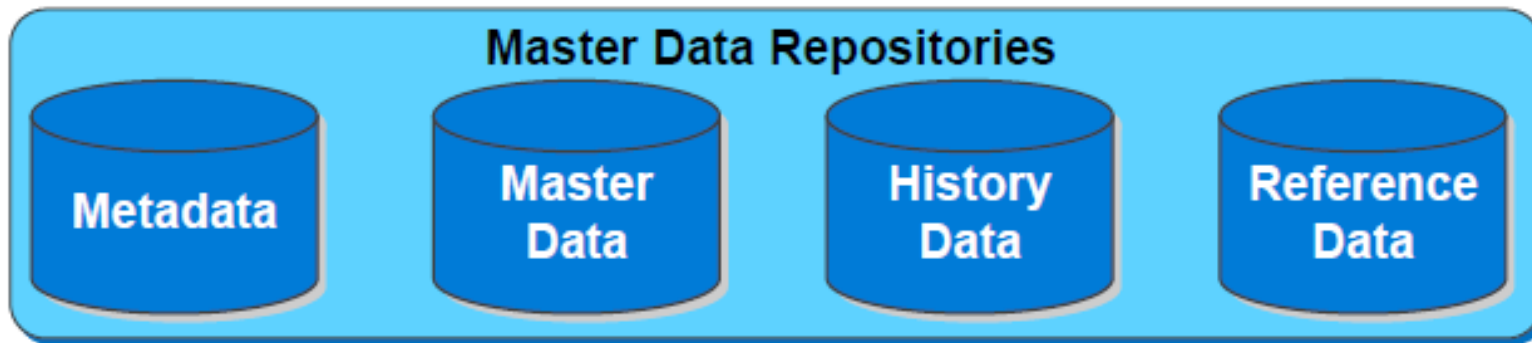 Master Data Repositories
Metadata
Master
Data
History
Data
Reference
Data